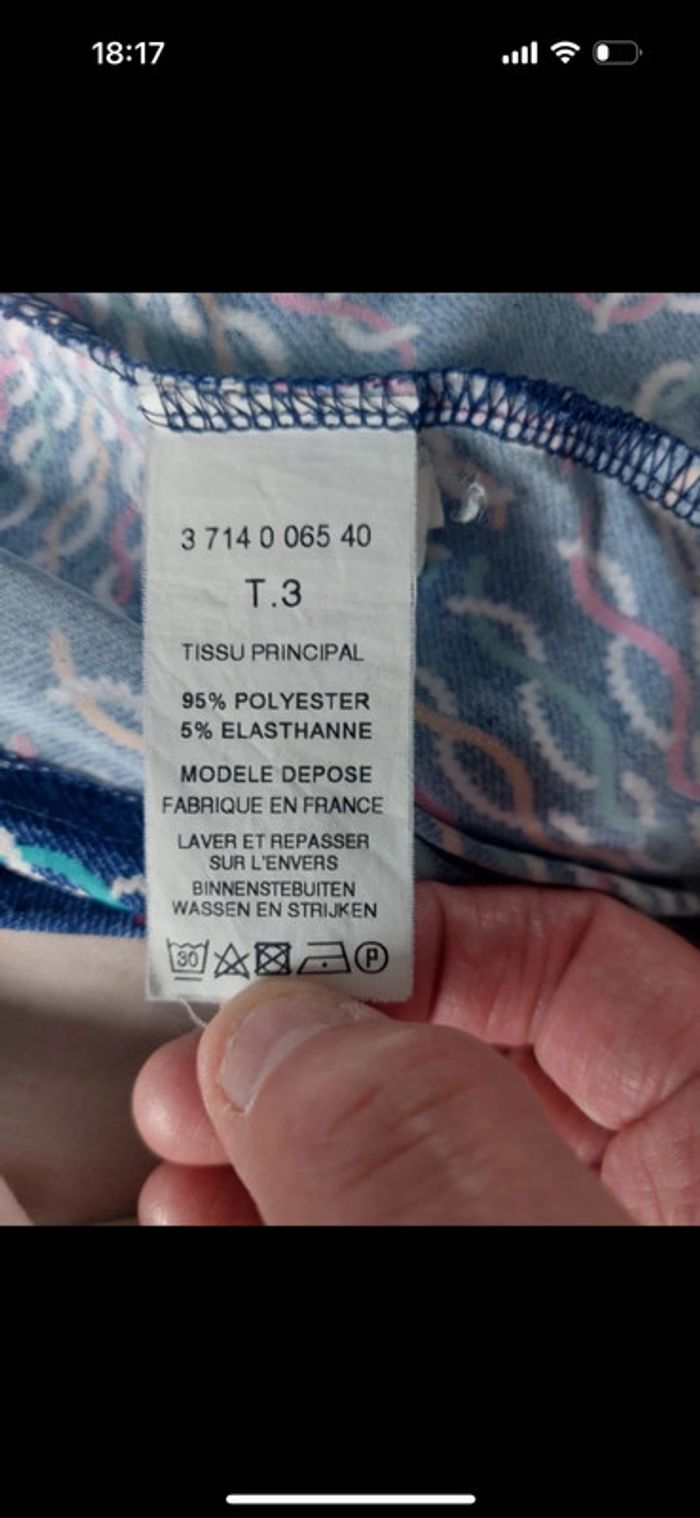 18:17
3 714 0 065 40
T.3
TISSU PRINCIPAL
95% POLYESTER
5% ELASTHANNE
MODELE DEPOSE
FABRIQUE EN FRANCE
LAVER ET REPASSER
SUR L'ENVERS
BINNENSTEBUITEN
WASSEN EN STRIJKEN
30 P